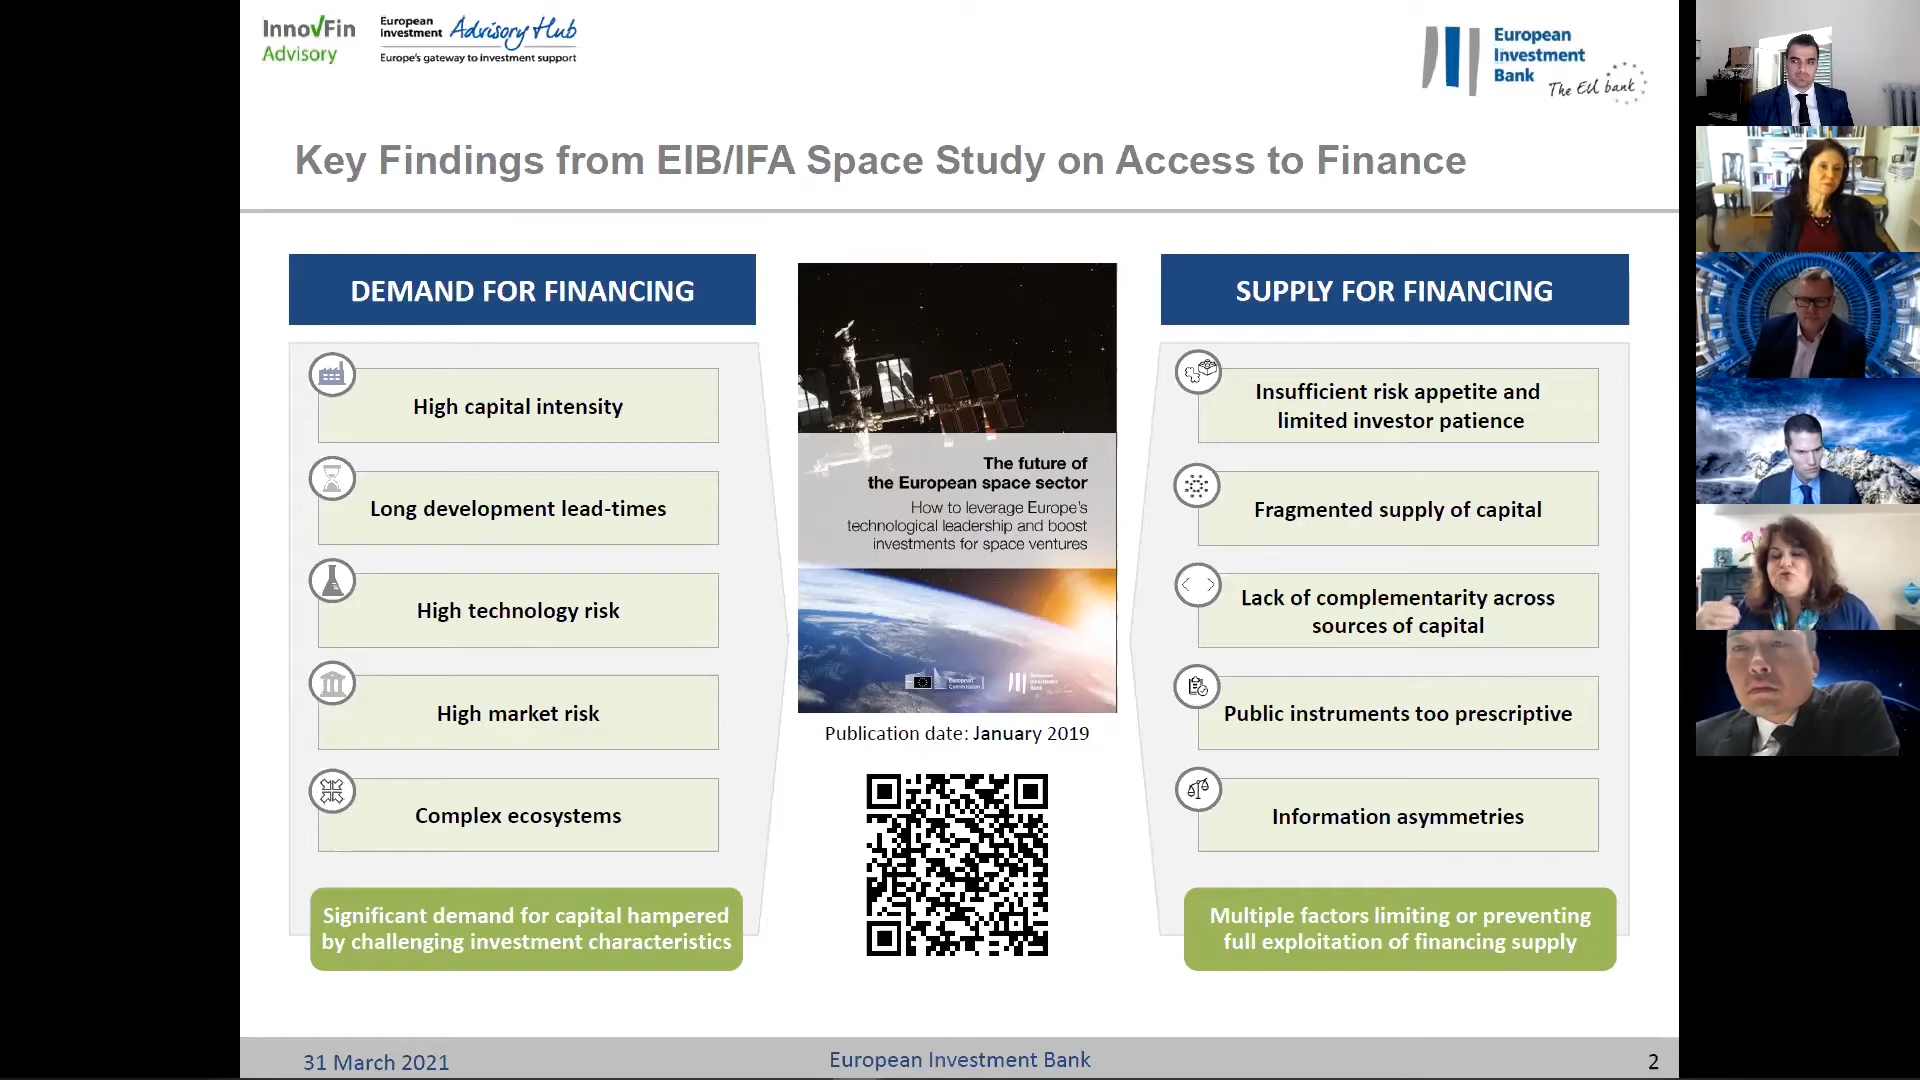 InnovFin
Advisory
European
Investment Advisory Hub
Europe's gateway to investment support
European
Investment
Bank
The EU bank
Key Findings from EIB/IFA Space Study on Access to Finance
DEMAND FOR FINANCING
High capital intensity
Long development lead-times
High technology risk
High market risk
Complex ecosystems
Significant demand for capital hampered
by challenging investment characteristics
The future of
the European space sector
How to leverage Europe's
technological leadership and boost
investments for space ventures
European
Commission
European
Investment
Bank
Publication date: January 2019
SUPPLY FOR FINANCING
Insufficient risk appetite and
limited investor patience
Fragmented supply of capital
Lack of complementarity across
sources of capital
Public instruments too prescriptive
Information asymmetries
Multiple factors limiting or preventing
full exploitation of financing supply
31 March 2021
European Investment Bank
2